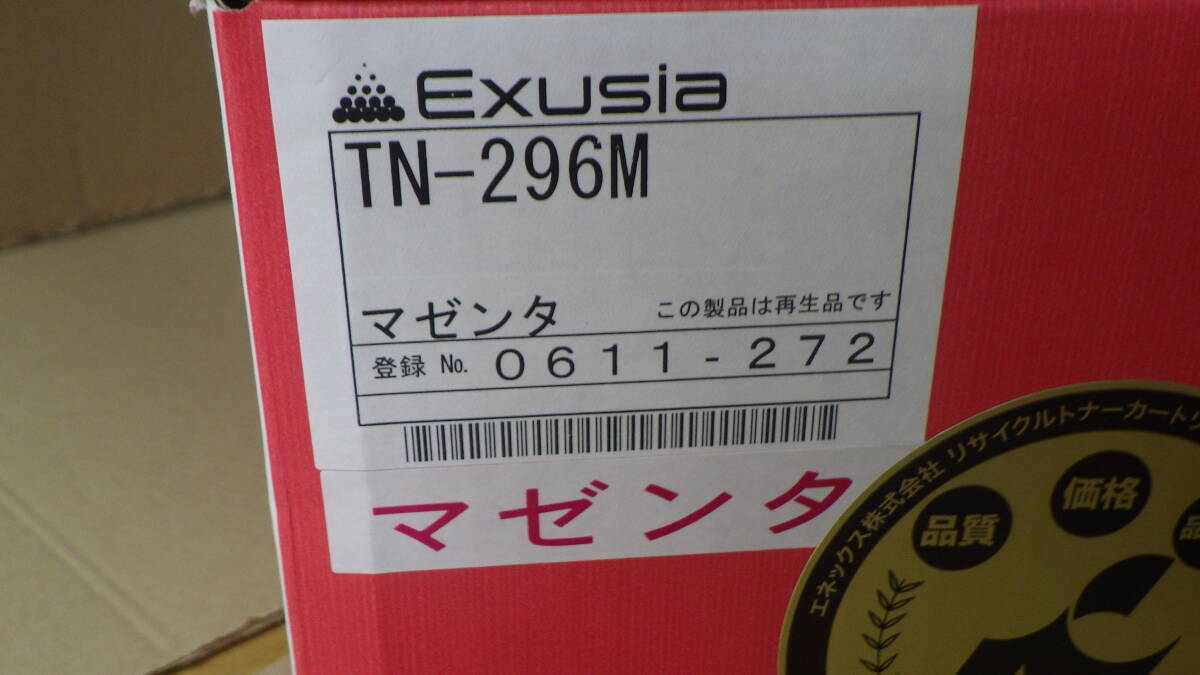 Exusia
TN-296M
マゼンタ
この製品は再生品です
登録 No. 0611-272
マゼンタ
エネックス株式会社 リサイクルトナーカート
品質
価格